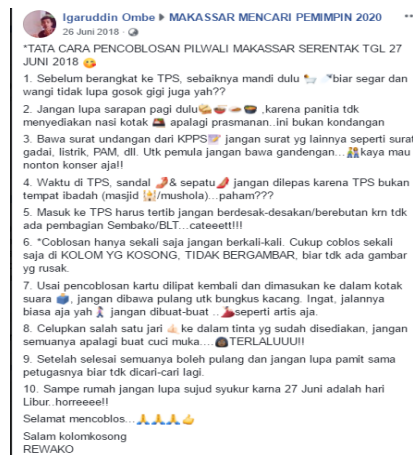 Igaruddin Ombe ▶ MAKASSAR MENCARI PEMIMPIN 2020
26 Juni 2018 ·
*TATA CARA PENCOBLOSAN PILWALI MAKASSAR SERENTAK TGL 27
JUNI 2018 😋
1. Sebelum berangkat ke TPS, sebaiknya mandi dulu 🛀 🚿biar segar dan
wangi tidak lupa gosok gigi juga yah??
2. Jangan lupa sarapan pagi dulu ,karena panitia tdk
menyediakan nasi kotak 🍱 apalagi prasmanan..ini bukan kondangan
3. Bawa surat undangan dari KPPS📝 jangan surat yg lainnya seperti surat
gadai, listrik, PAM, dll. Utk pemula jangan bawa gandengan...👫kaya mau
nonton konser aja!!
4. Waktu di TPS, sandal & sepatu jangan dilepas karena TPS bukan
tempat ibadah (masjid 🕌/mushola)...paham???
5. Masuk ke TPS harus tertib jangan berdesak-desakan/berebutan krn tdk
ada pembagian Sembako/BLT...cateeett!!!
6. *Coblosan hanya sekali saja jangan berkali-kali. Cukup coblos sekali
saja di KOLOM YG KOSONG, TIDAK BERGAMBAR, biar tdk ada gambar
yg rusak.
7. Usai pencoblosan kartu dilipat kembali dan dimasukan ke dalam kotak
suara 🗳, jangan dibawa pulang utk bungkus kacang. Ingat, jalannya
biasa aja yah🚶 jangan dibuat-buat ..💃seperti artis aja.
8. Celupkan salah satu jari 👆🏻ke dalam tinta yg sudah disediakan, jangan
semuanya apalagi buat cuci muka.... TERLALUUU!!
9. Setelah selesai semuanya boleh pulang dan jangan lupa pamit sama
petugasnya biar tdk dicari-cari lagi.
10. Sampe rumah jangan lupa sujud syukur karna 27 Juni adalah hari
Libur..horreeee!!
Selamat mencoblos...🙏🙏🙏👍
Salam kolomkosong
REWAKO